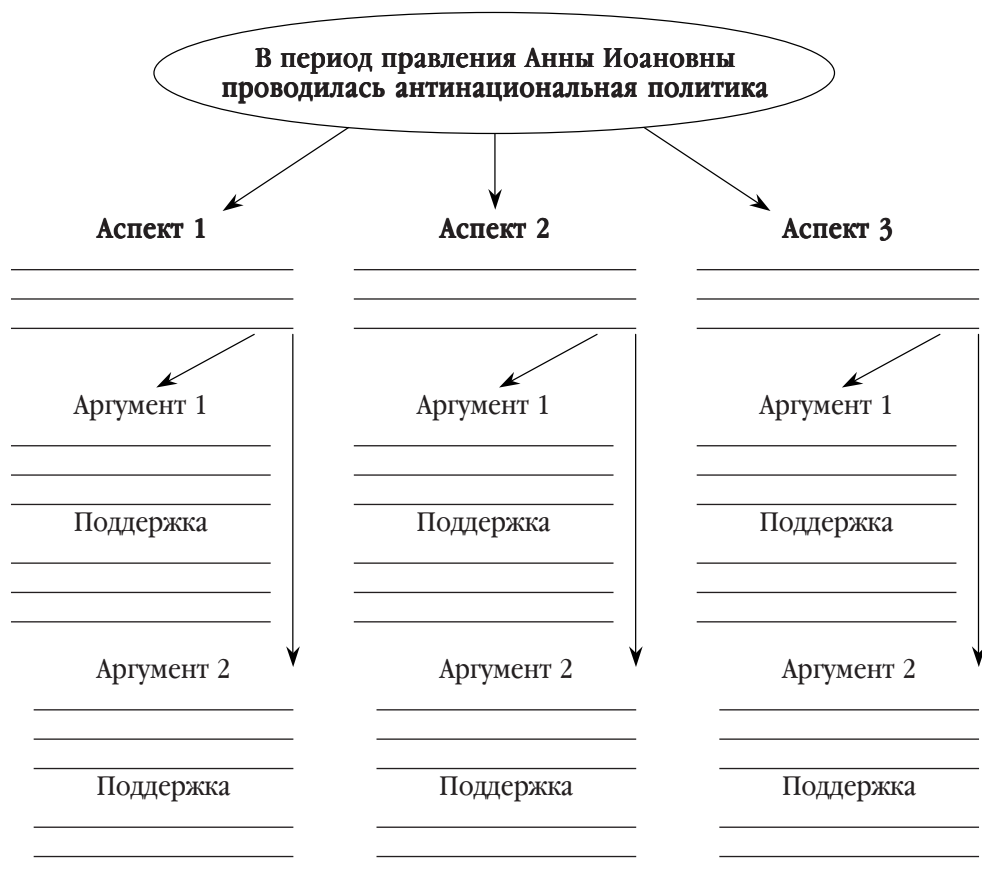 В период правления Анны Иоановны
проводилась антинациональная политика
Аспект 1
Аспект 2
Аспект 3
Аргумент 1
Аргумент 1
Аргумент 1
Поддержка
Поддержка
Поддержка
Аргумент 2
Аргумент 2
Аргумент 2
Поддержка
Поддержка
Поддержка